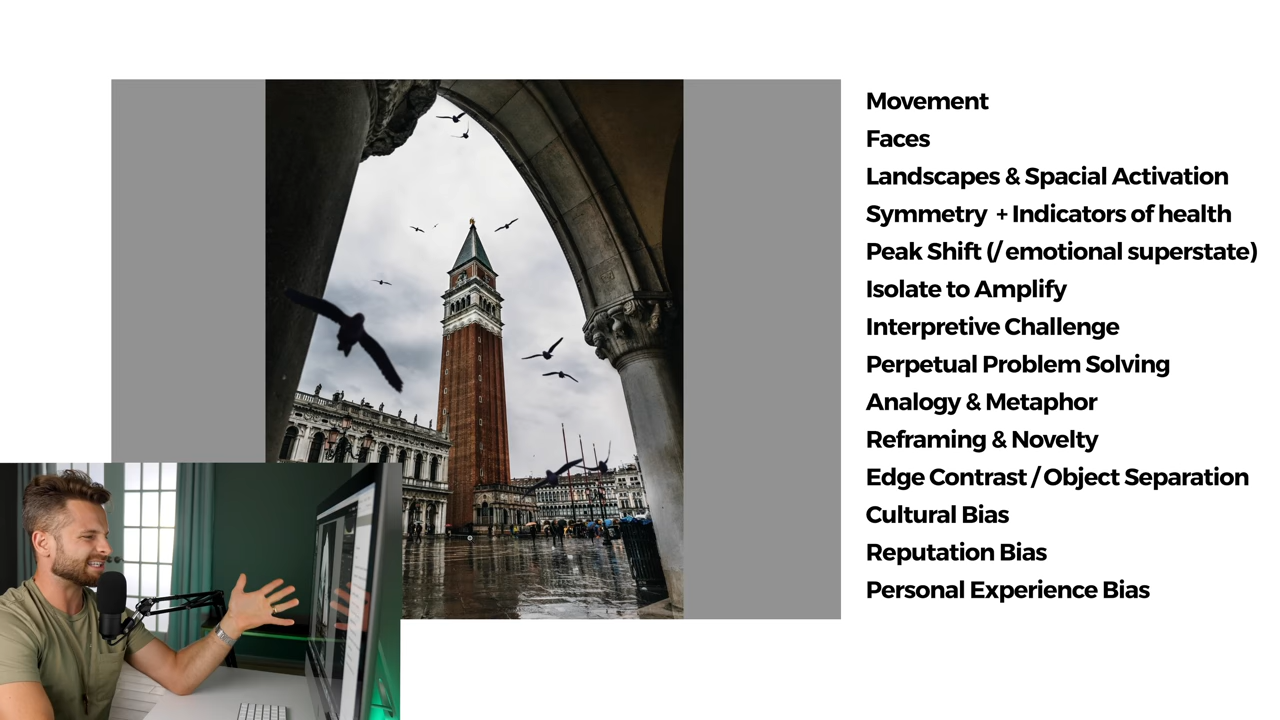 Movement
Faces
Landscapes & Spacial Activation
Symmetry + Indicators of health
Peak Shift (/ emotional superstate)
Isolate to Amplify
Interpretive Challenge
Perpetual Problem Solving
Analogy & Metaphor
Reframing & Novelty
Edge Contrast / Object Separation
Cultural Bias
Reputation Bias
Personal Experience Bias